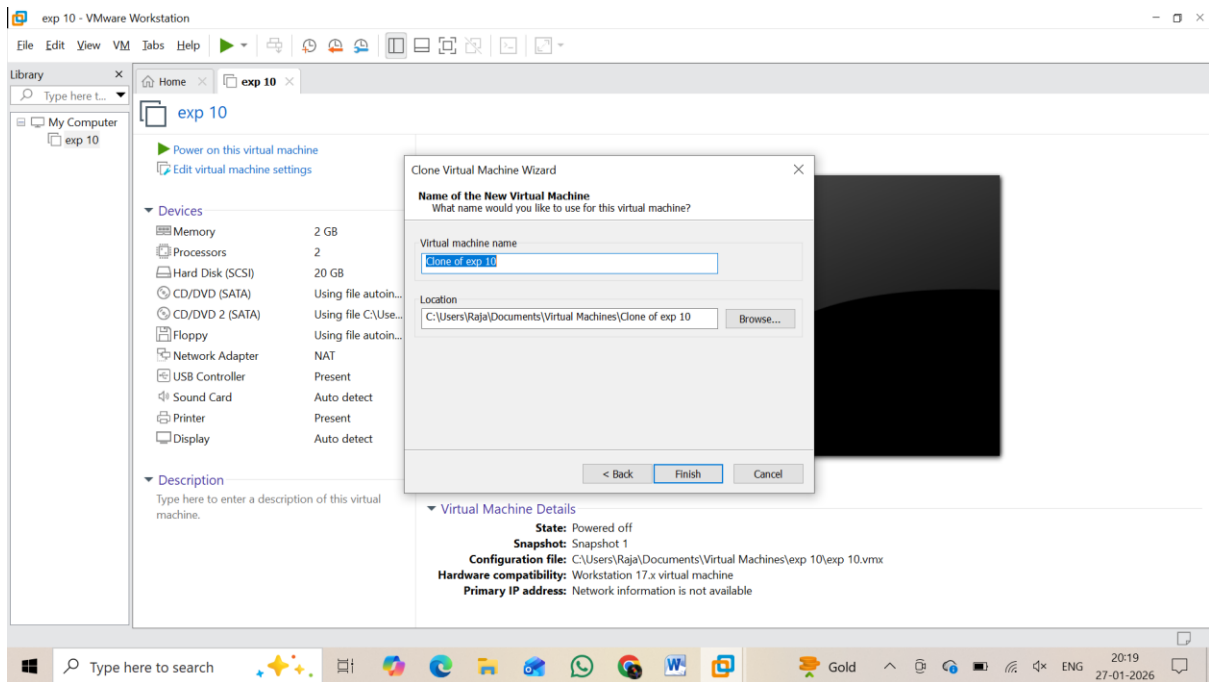 exp 10 - VMware Workstation
File Edit View VM Tabs Help
Library
Type here t...
My Computer
exp 10
Home
exp 10
exp 10
Power on this virtual machine
Edit virtual machine settings
Devices
Memory 2 GB
Processors 2
Hard Disk (SCSI) 20 GB
CD/DVD (SATA) Using file autoin...
CD/DVD 2 (SATA) Using file C:\Use...
Floppy Using file autoin...
Network Adapter NAT
USB Controller Present
Sound Card Auto detect
Printer Present
Display Auto detect
Description
Type here to enter a description of this virtual
machine.
Clone Virtual Machine Wizard
Name of the New Virtual Machine
What name would you like to use for this virtual machine?
Virtual machine name
Clone of exp 10
Location
C:\Users\Raja\Documents\Virtual Machines\Clone of exp 10
Browse...
< Back Finish Cancel
Virtual Machine Details
State: Powered off
Snapshot: Snapshot 1
Configuration file: C:\Users\Raja\Documents\Virtual Machines\exp 10\exp 10.vmx
Hardware compatibility: Workstation 17.x virtual machine
Primary IP address: Network information is not available
Type here to search
W
Gold
ENG
20:19
27-01-2026